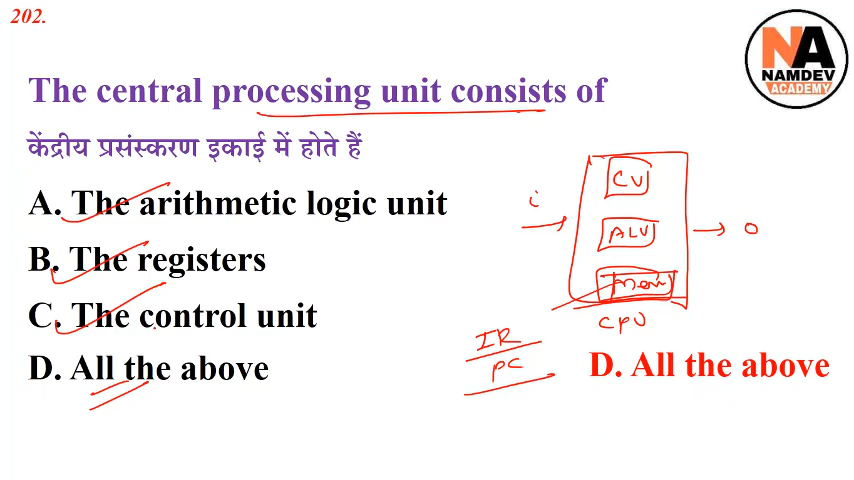 202.
NA
NAMDEV
ACADEMY
The central processing unit consists of
केंद्रीय प्रसंस्करण इकाई में होते हैं
A. The arithmetic logic unit
B. The registers
C. The control unit
D. All the above
i
CU
ALU
Mem
O
CPU
IR
PC
D. All the above